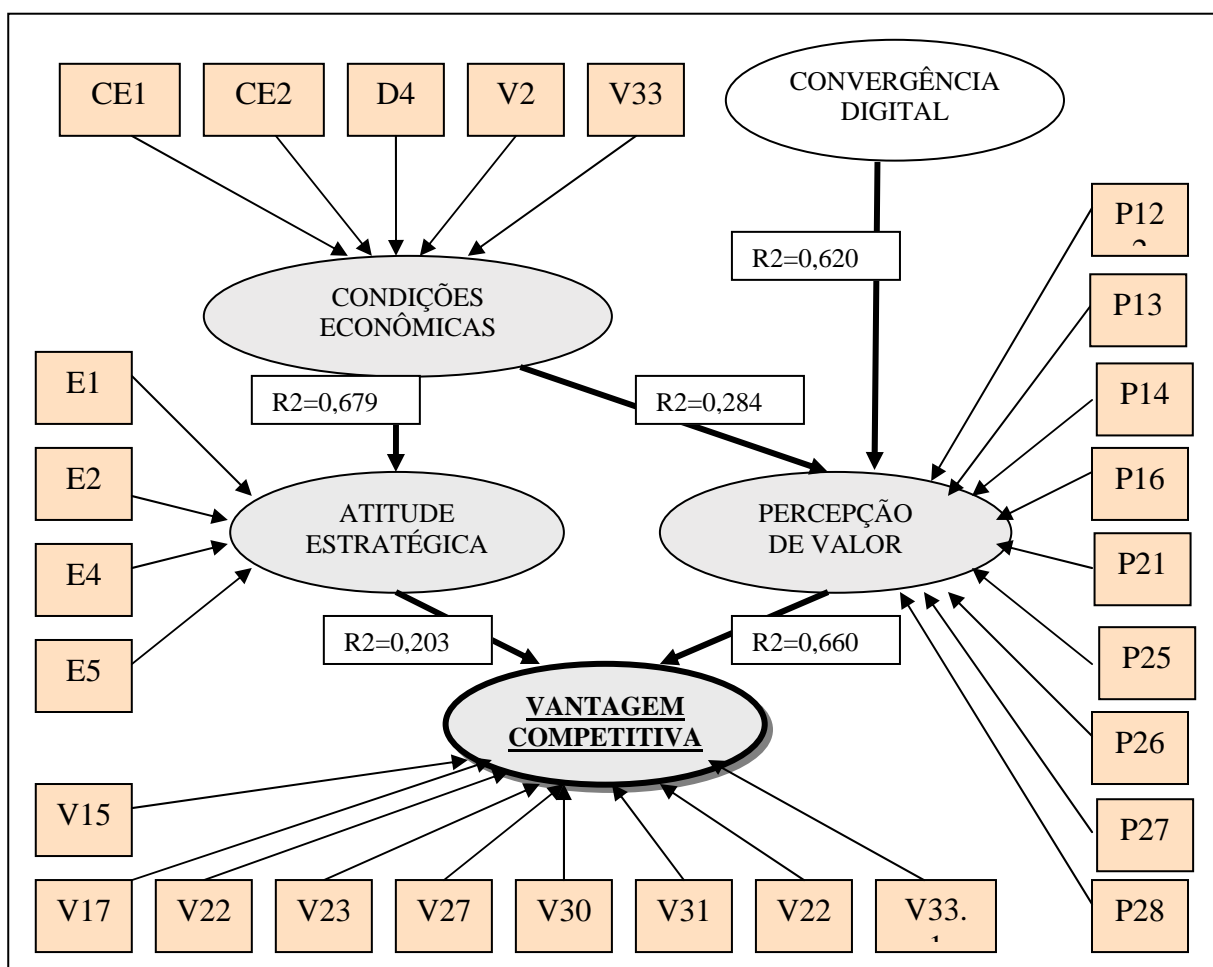 CE1
CE2
D4
V2
V33
CONVERGÊNCIA
DIGITAL
P12
R2=0,620
P13
CONDIÇÕES
ECONÔMICAS
E1
R2=0,679
R2=0,284
P14
E2
P16
ATITUDE
ESTRATÉGICA
PERCEPÇÃO
DE VALOR
P21
E4
R2=0,203
R2=0,660
P25
E5
VANTAGEM
COMPETITIVA
P26
V15
P27
V17
V22
V23
V27
V30
V31
V22
V33.
P28